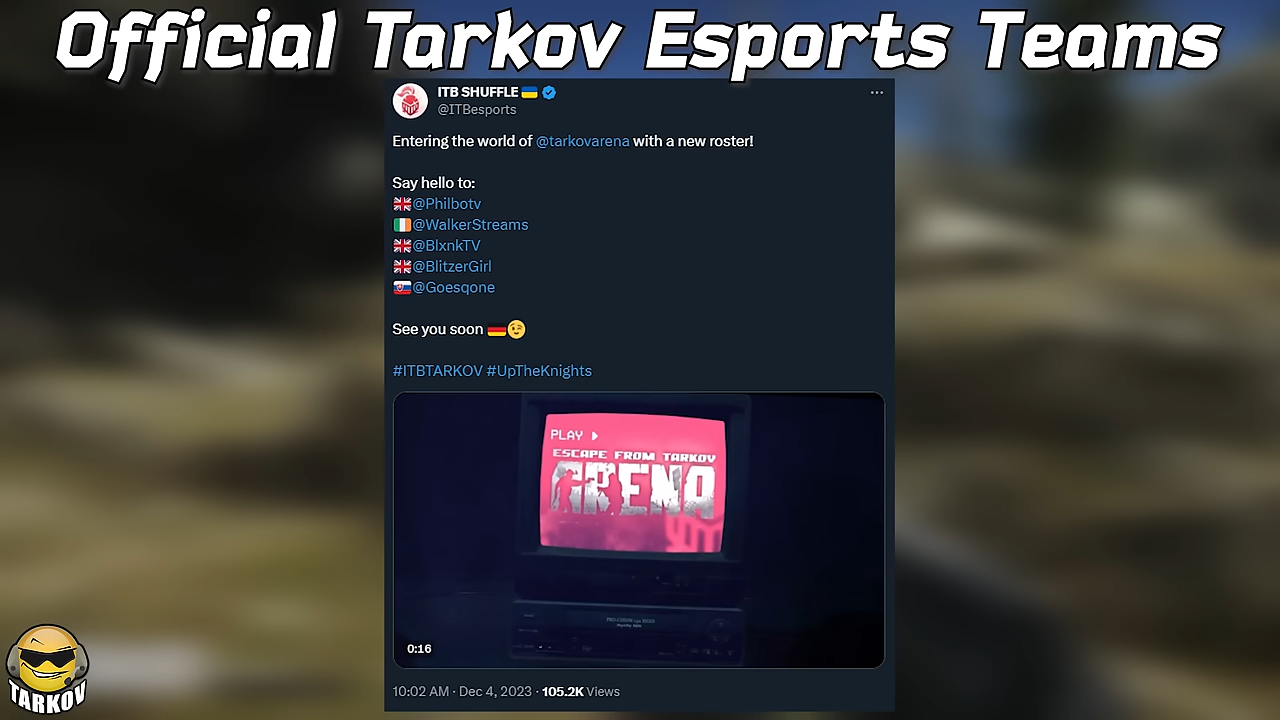 Official Tarkov Esports Teams
ITB SHUFFLE 🇺🇦
@ITBesports
Entering the world of @tarkovarena with a new roster!
Say hello to:
🇬🇧@Philbotv
🇮🇪@WalkerStreams
🇬🇧@BlxnkTV
🇬🇧@BlitzerGirl
🇸🇰@Goesqone
See you soon 🇩🇪😉
#ITBTARKOV #UpTheKnights
PLAY
ESCAPE FROM TARKOV
ARENA
0:16
10:02 AM · Dec 4, 2023 · 105.2K Views
TARKOV